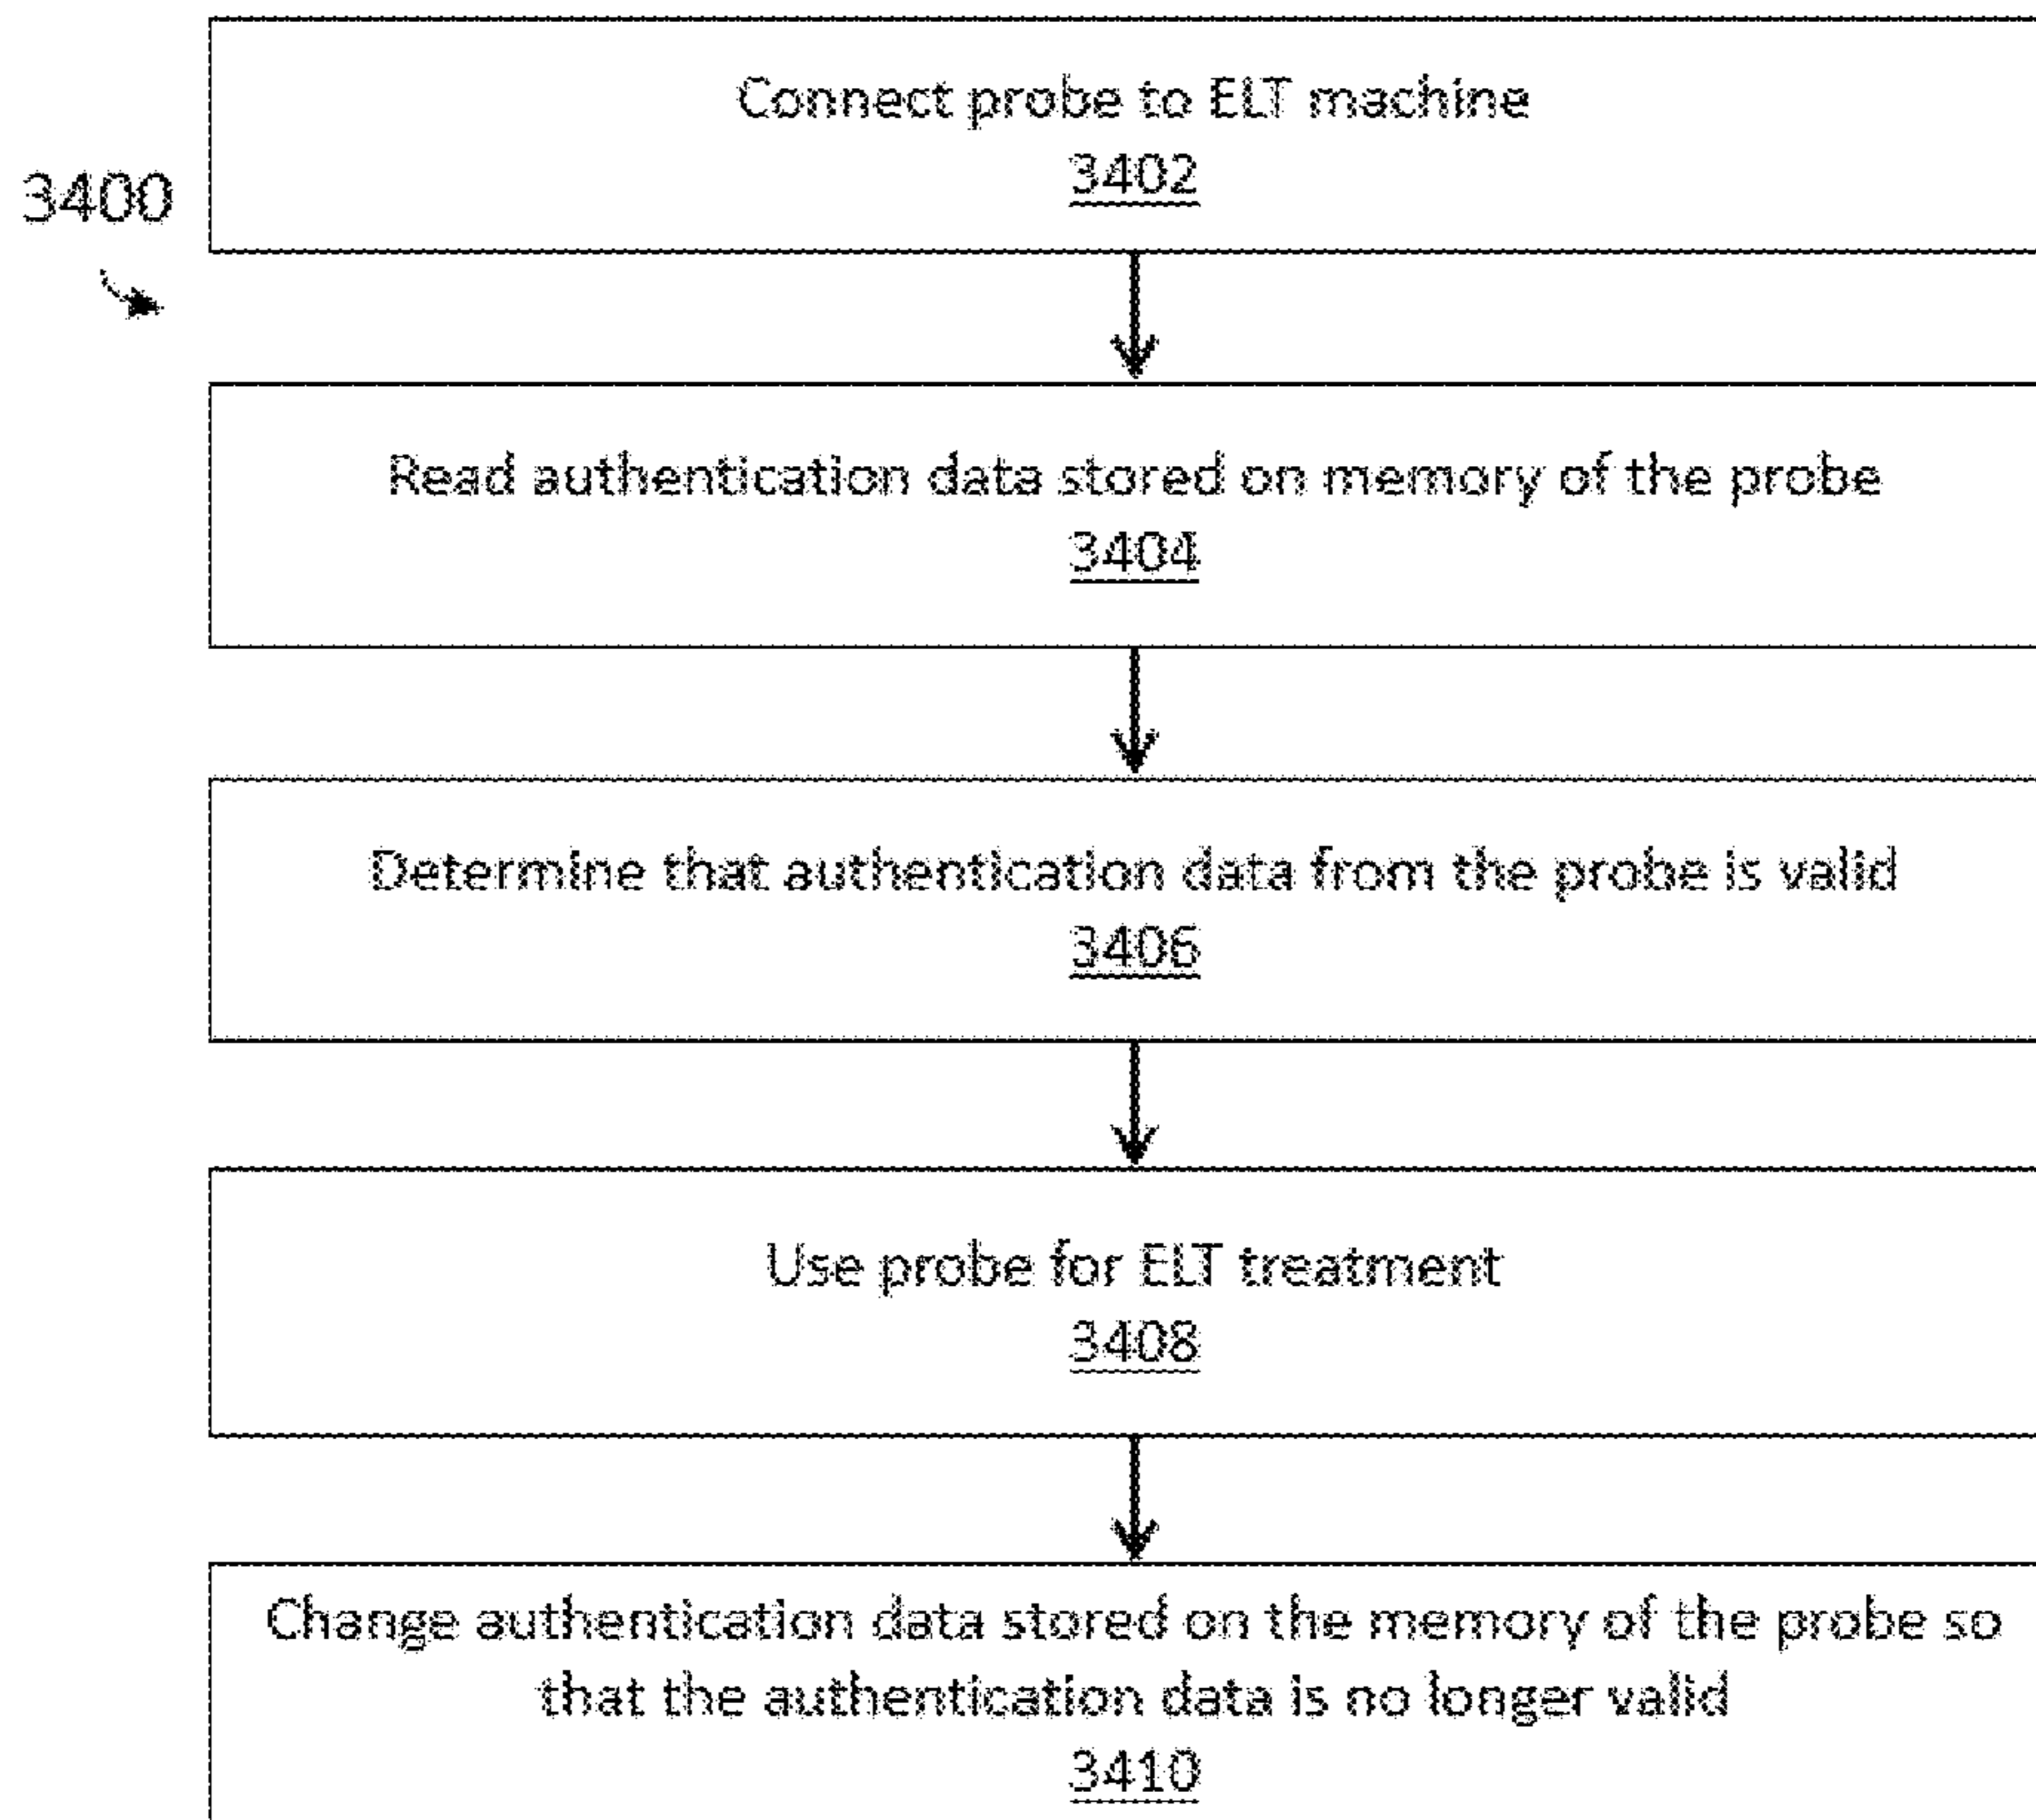 Connect probe to ELT machine
3402
3400
Read authentication data stored on memory of the probe
3404
Determine that authentication data from the probe is valid
3406
Use probe for ELT treatment
3408
Change authentication data stored on the memory of the probe so
that the authentication data is no longer valid
3410